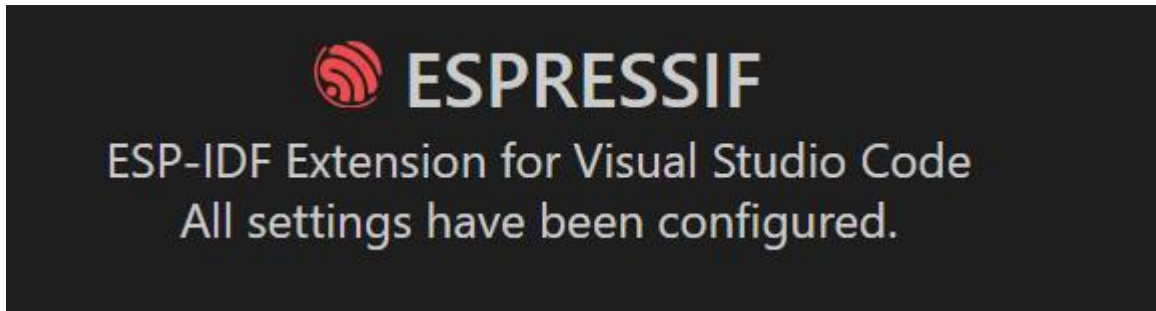 ESPRESSIF
ESP-IDF Extension for Visual Studio Code
All settings have been configured.